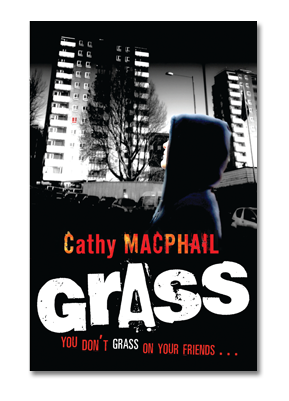 Cathy MACPHAIL
GrASS
YOU DON'T GRASS ON YOUR FRIENDS . . .